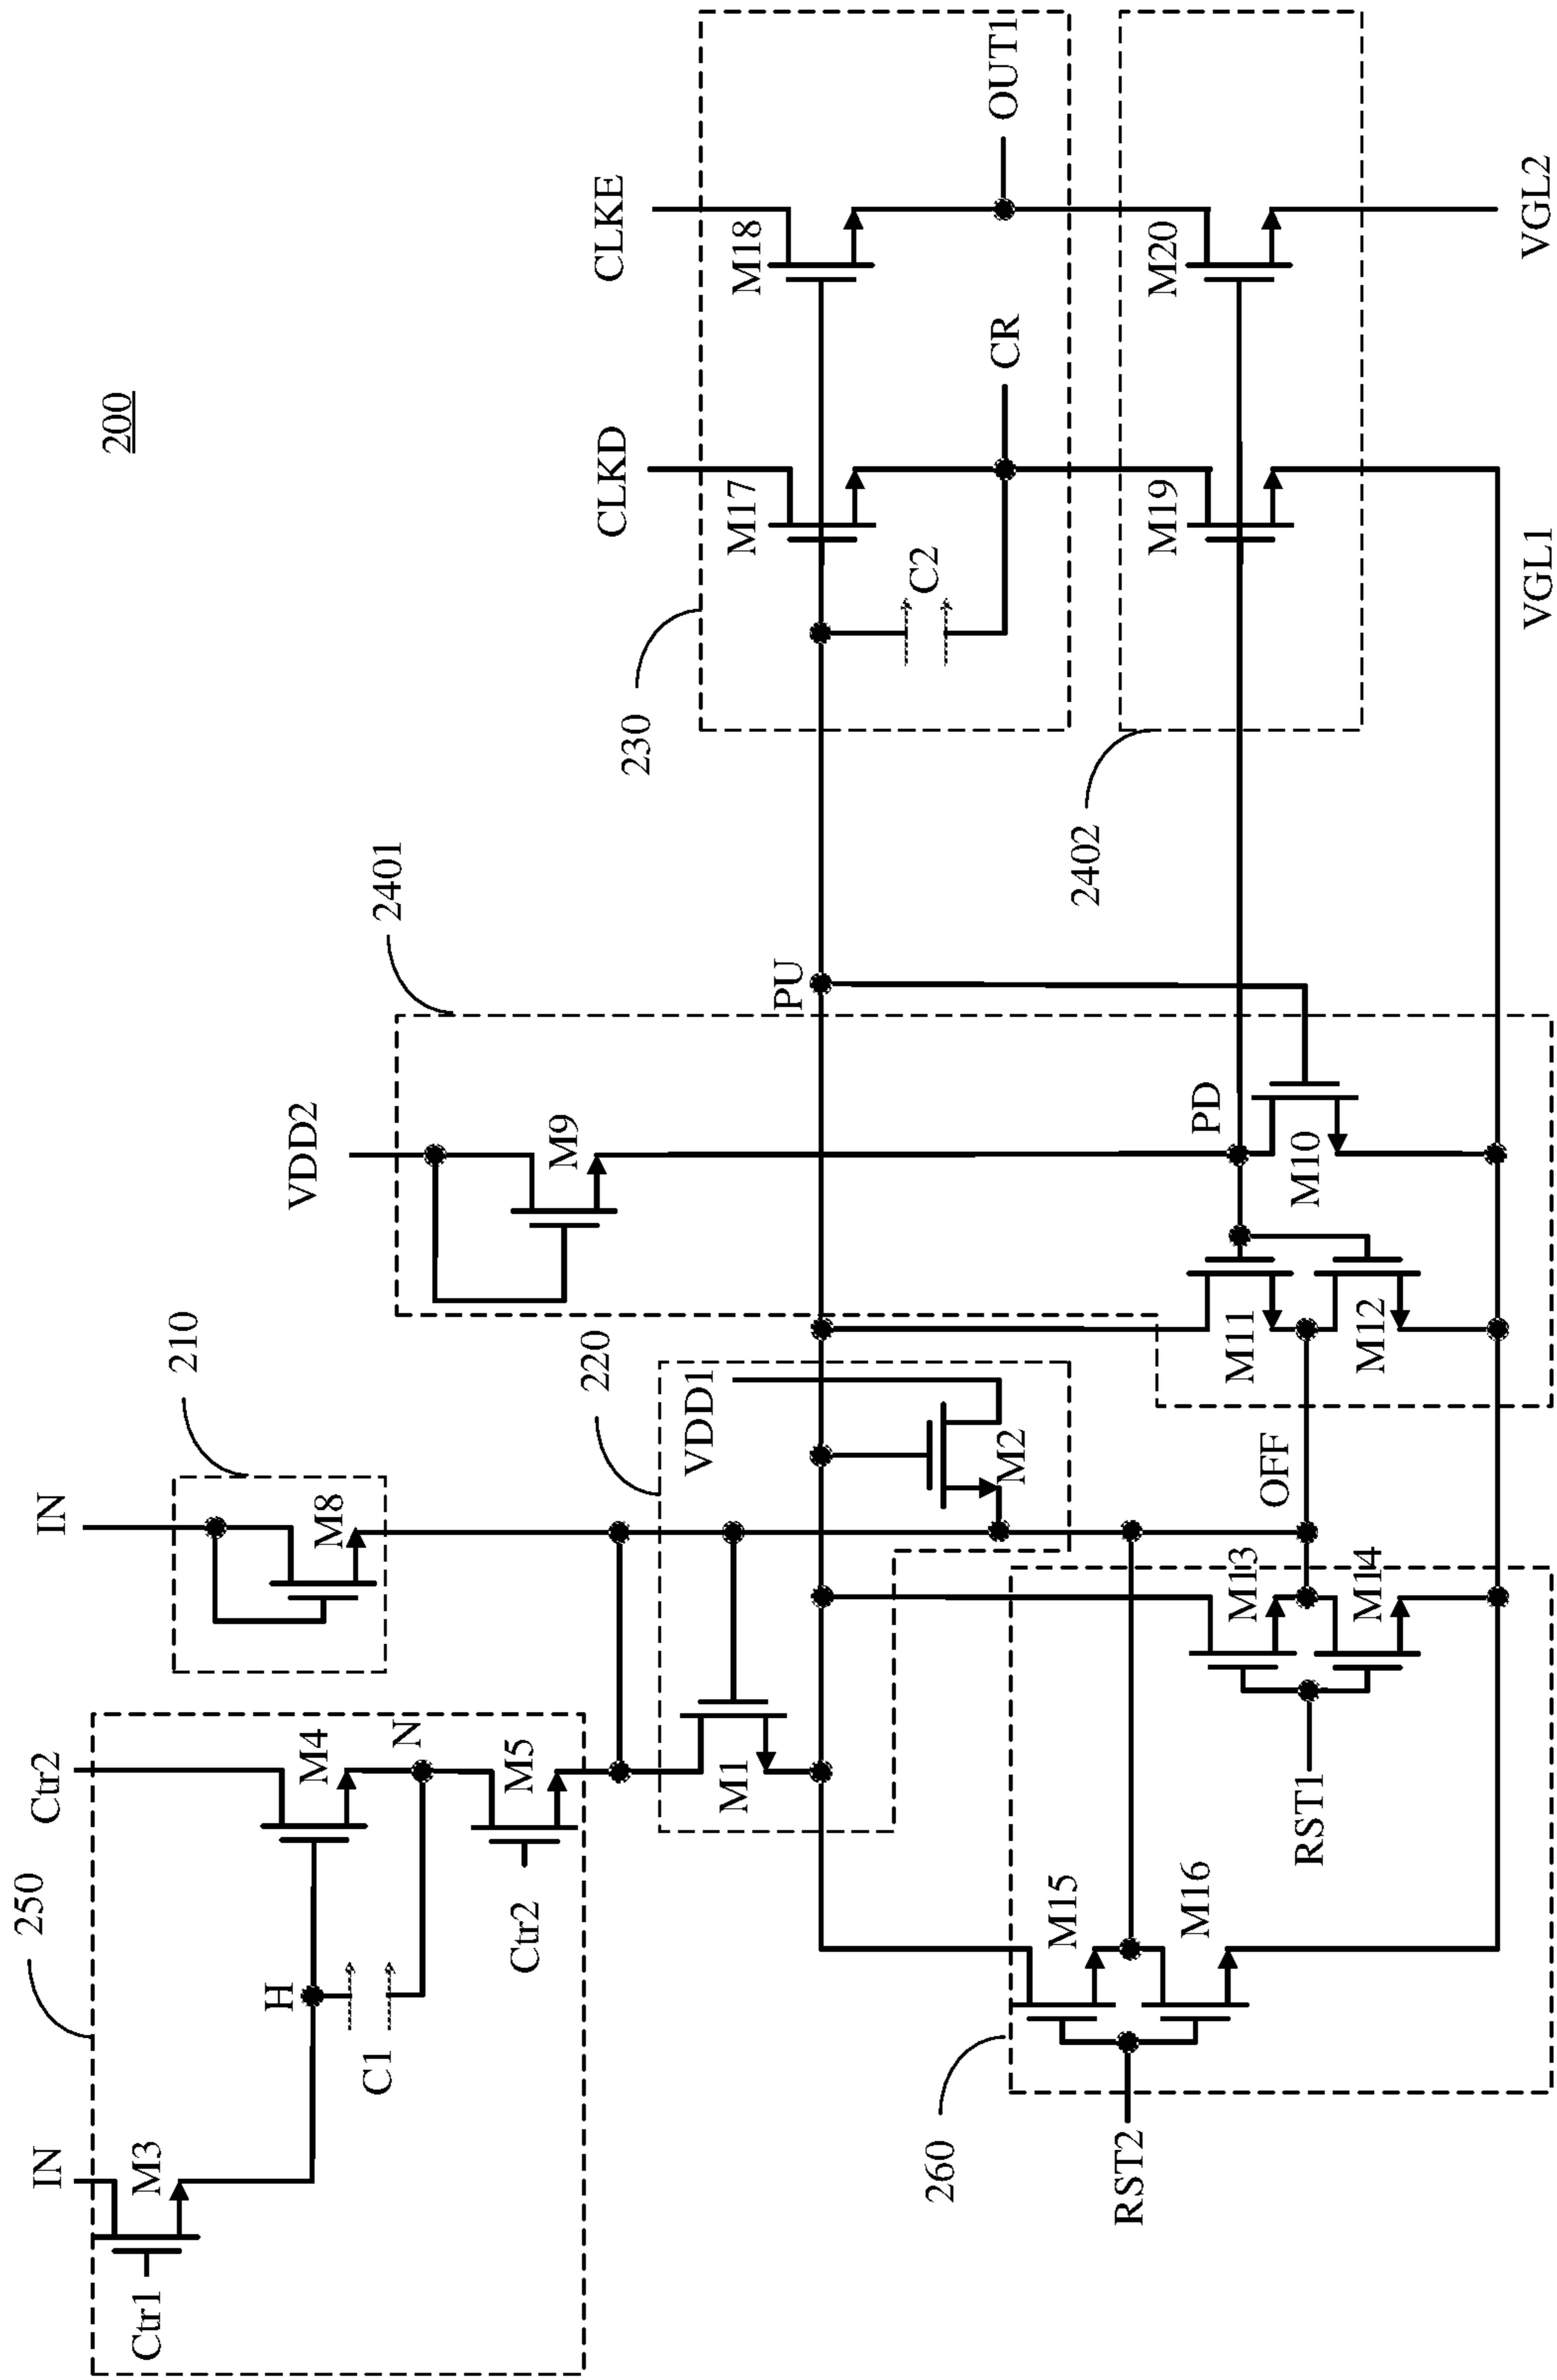 200
IN
Ctr1
M3
H
C1
250
Ctr2
M4
N
M5
Ctr2
IN
M8
210
220
M1
VDD1
M2
VDD2
M9
2401
PU
PD
M10
M11
M12
OFF
M13
M14
RST1
M15
M16
RST2
260
230
CLKD
M17
C2
CR
CLKE
M18
OUT1
2402
M19
M20
VGL1
VGL2